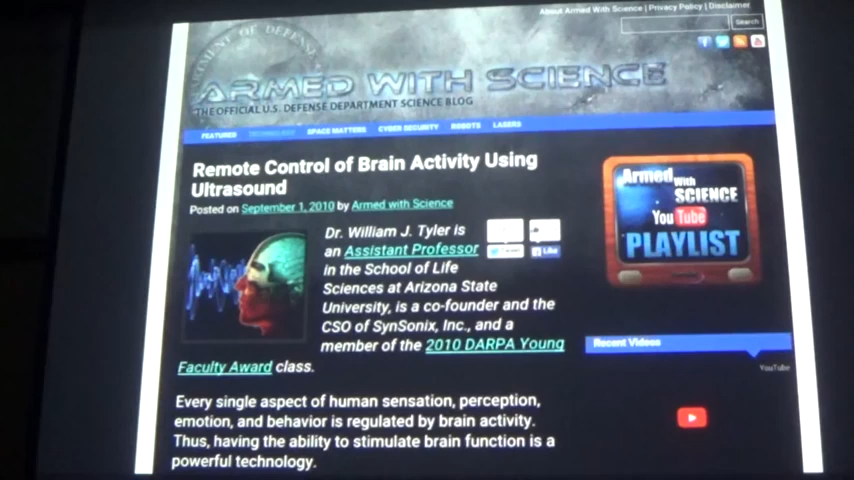 About Armed With Science | Privacy Policy | Disclaimer
Search
ARMED WITH SCIENCE
THE OFFICIAL U.S. DEFENSE DEPARTMENT SCIENCE BLOG
FEATURED TECHNOLOGY SPACE MATTERS CYBER SECURITY ROBOTS LASERS
Remote Control of Brain Activity Using
Ultrasound
Posted on September 1, 2010 by Armed with Science
Dr. William J. Tyler is
an Assistant Professor
in the School of Life
Sciences at Arizona State
University, is a co-founder and the
CSO of SynSonix, Inc., and a
member of the 2010 DARPA Young
Faculty Award class.
Every single aspect of human sensation, perception,
emotion, and behavior is regulated by brain activity.
Thus, having the ability to stimulate brain function is a
powerful technology.
Like
Armed
With
SCIENCE
YouTube
PLAYLIST
Recent Videos
YouTube